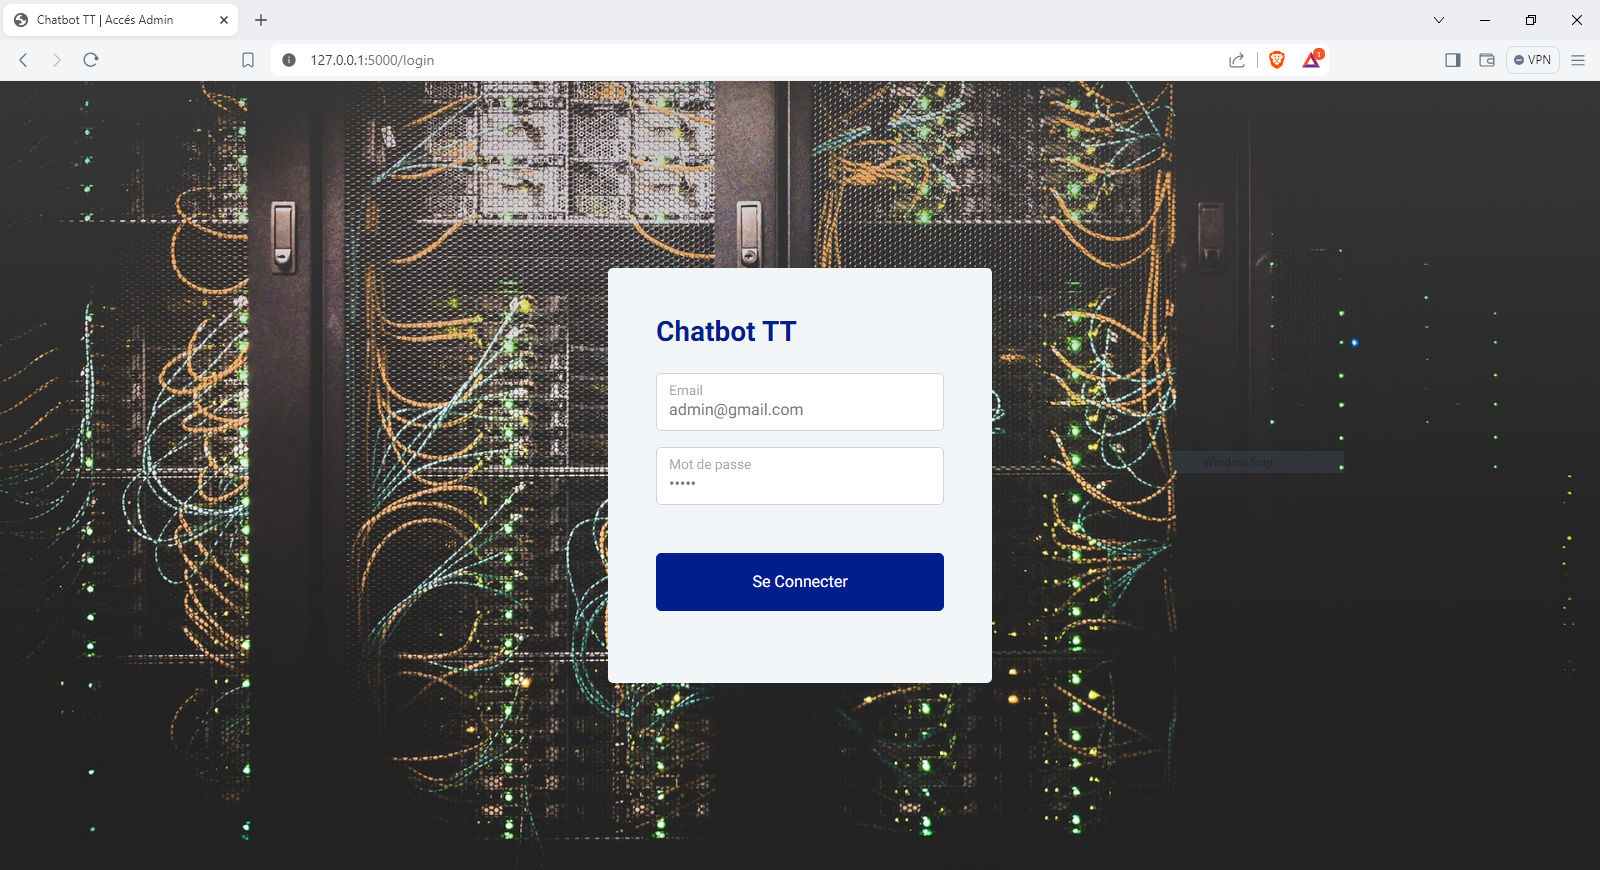 Chatbot TT | Accés Admin
127.0.0.1:5000/login
1
VPN
Chatbot TT
Email
admin@gmail.com
Mot de passe
•••••
Window Snip
Se Connecter